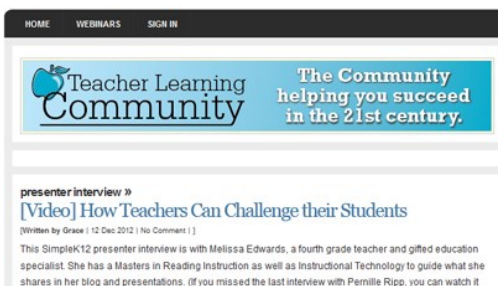 HOME WEBINARS SIGN IN
Teacher Learning
Community
The Community
helping you succeed
in the 21st century.
presenter interview »
[Video] How Teachers Can Challenge their Students
[Written by Grace | 12 Dec 2012 | No Comment | ]
This SimpleK12 presenter interview is with Melissa Edwards, a fourth grade teacher and gifted education
specialist. She has a Masters in Reading Instruction as well as Instructional Technology to guide what she
shares in her blog and presentations. (If you missed the last interview with Pernille Ripp, you can watch it